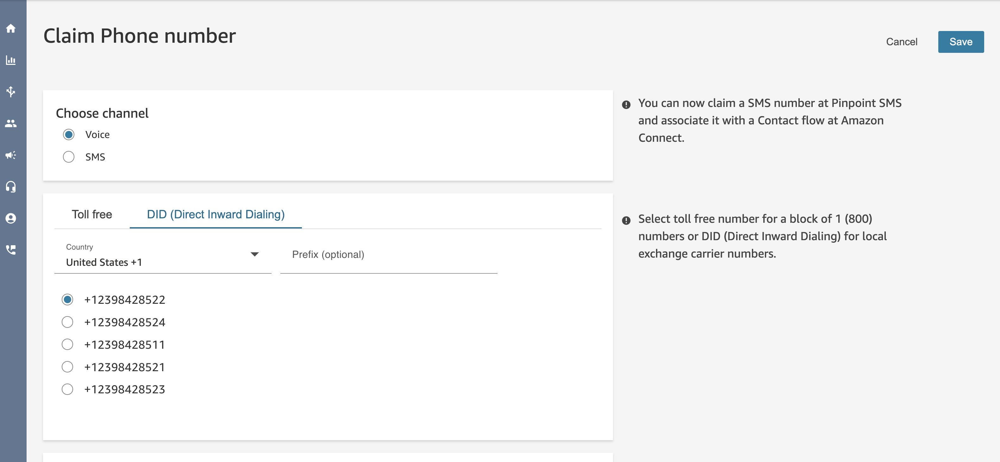 Claim Phone number
Cancel
Save
Choose channel
Voice
SMS
You can now claim a SMS number at Pinpoint SMS
and associate it with a Contact flow at Amazon
Connect.
Toll free
DID (Direct Inward Dialing)
Select toll free number for a block of 1 (800)
numbers or DID (Direct Inward Dialing) for local
exchange carrier numbers.
Country
United States +1
Prefix (optional)
+12398428522
+12398428524
+12398428511
+12398428521
+12398428523